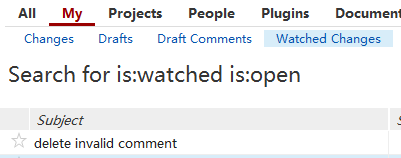 All My Projects People Plugins Document
Changes Drafts Draft Comments Watched Changes
Search for is:watched is:open
Subject
delete invalid comment